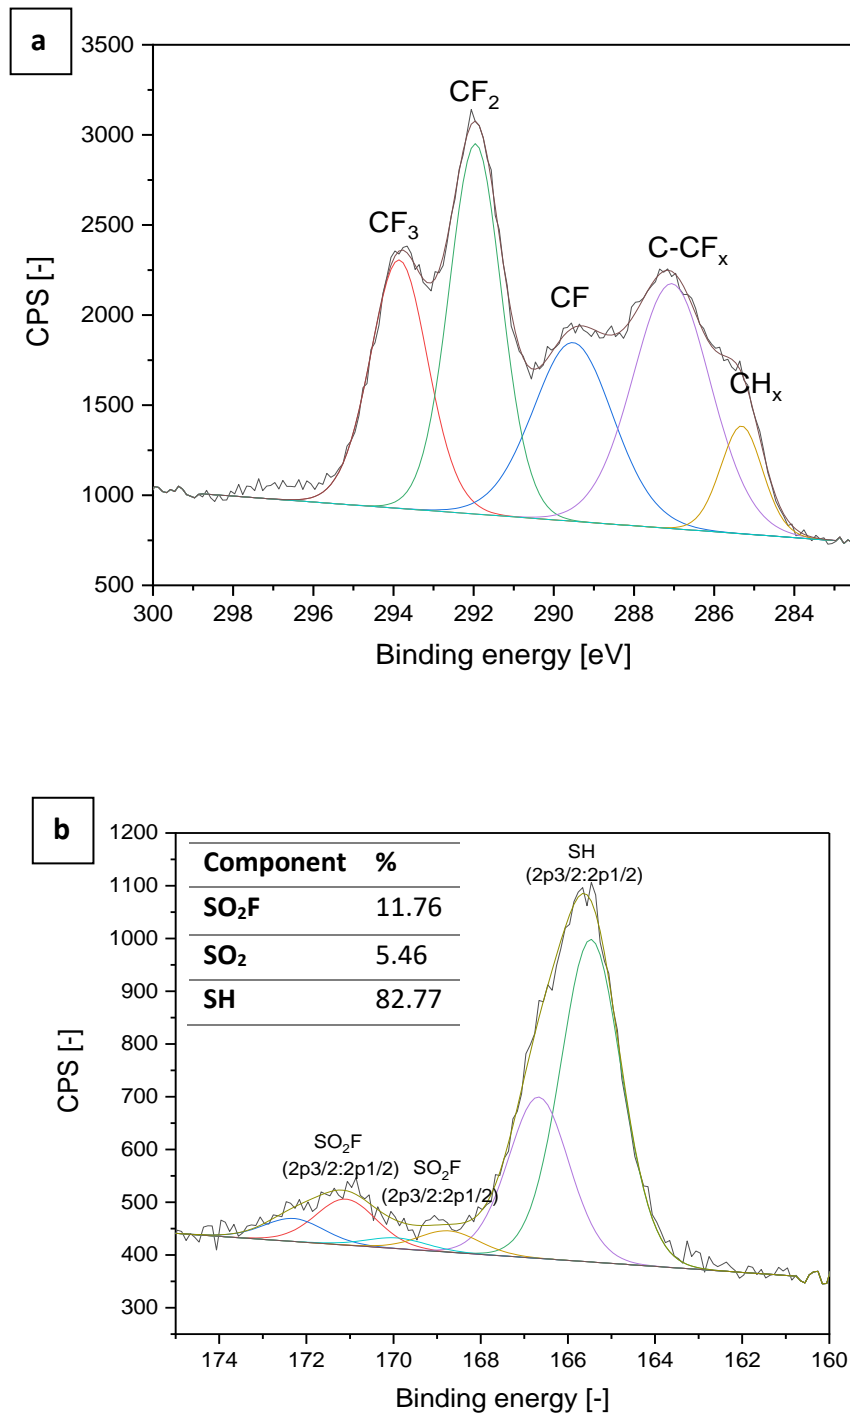 a
3500
3000
2500
2000
1500
1000
500
CPS [-]
CF₃
CF₂
CF
C-CFₓ
CHₓ
300 298 296 294 292 290 288 286 284
Binding energy [eV]
b
1200
1100
1000
900
800
700
600
500
400
300
CPS [-]
Component %
SO₂F 11.76
SO₂ 5.46
SH 82.77
SH
(2p3/2:2p1/2)
SO₂F
(2p3/2:2p1/2)
SO₂F
(2p3/2:2p1/2)
174 172 170 168 166 164 162 160
Binding energy [-]